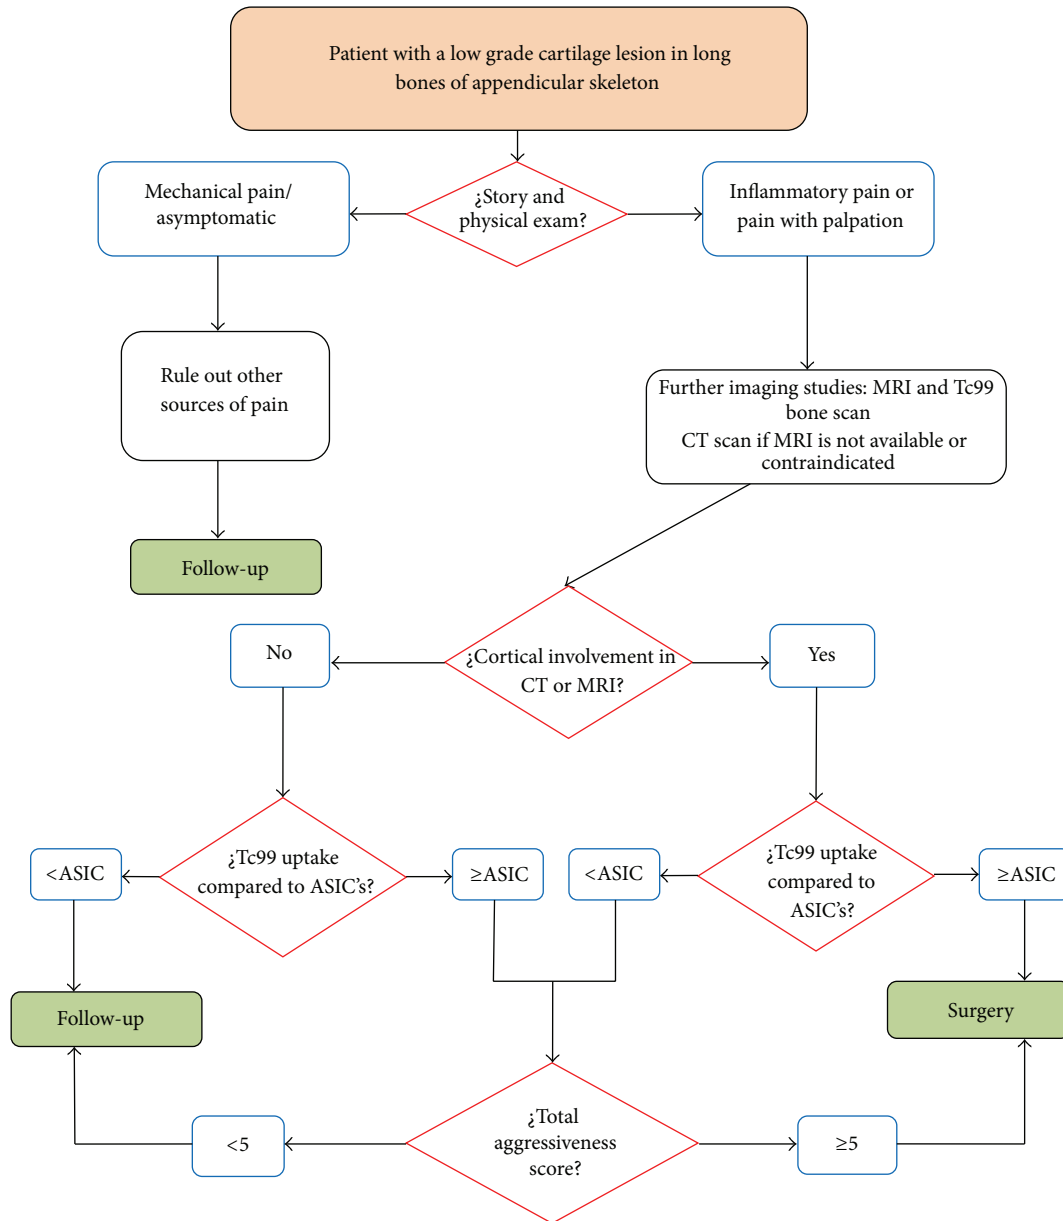 Patient with a low grade cartilage lesion in long
bones of appendicular skeleton
Mechanical pain/
asymptomatic
¿Story and
physical exam?
Inflammatory pain or
pain with palpation
Rule out other
sources of pain
Further imaging studies: MRI and Tc99
bone scan
CT scan if MRI is not available or
contraindicated
Follow-up
No
¿Cortical involvement in
CT or MRI?
Yes
<ASIC
¿Tc99 uptake
compared to ASIC's?
≥ASIC
<ASIC
¿Tc99 uptake
compared to
ASIC's?
≥ASIC
Follow-up
Surgery
<5
¿Total
aggressiveness
score?
≥5